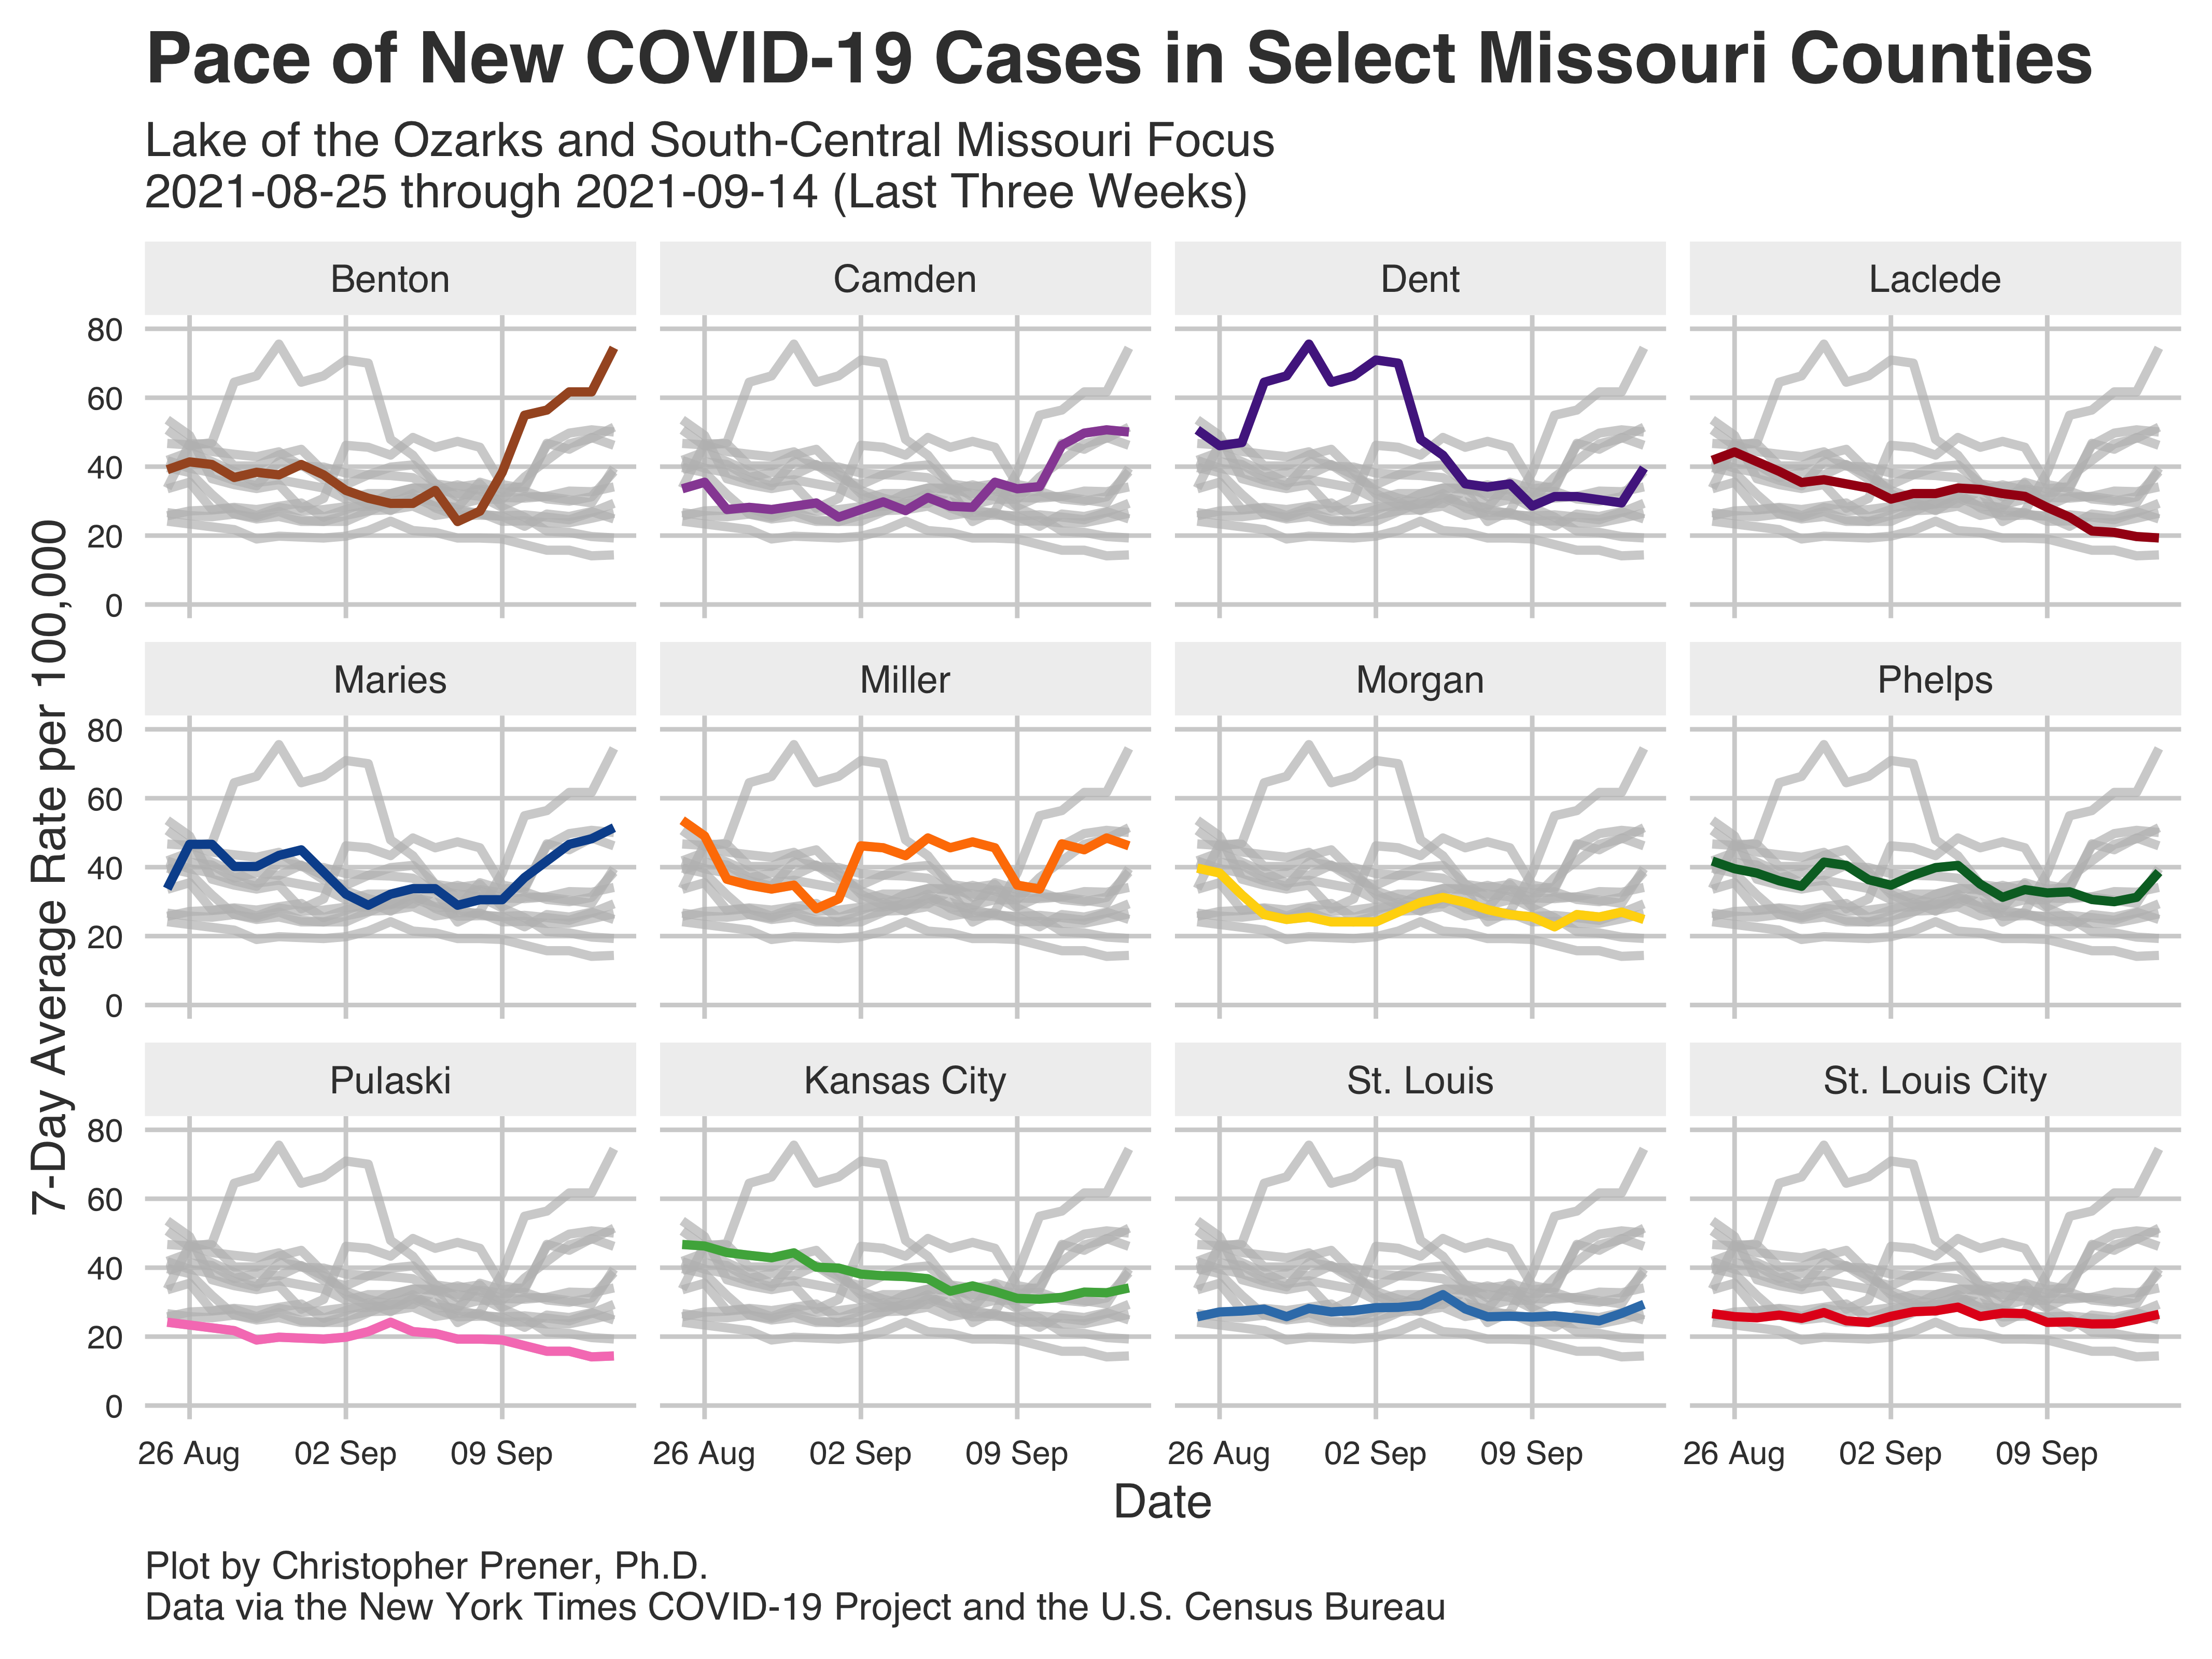 Pace of New COVID-19 Cases in Select Missouri Counties
Lake of the Ozarks and South-Central Missouri Focus
2021-08-25 through 2021-09-14 (Last Three Weeks)
7-Day Average Rate per 100,000
Benton Camden Dent Laclede
80
60
40
20
0
Maries Miller Morgan Phelps
80
60
40
20
0
Pulaski Kansas City St. Louis St. Louis City
80
60
40
20
0
26 Aug 02 Sep 09 Sep 26 Aug 02 Sep 09 Sep 26 Aug 02 Sep 09 Sep 26 Aug 02 Sep 09 Sep
Date
Plot by Christopher Prener, Ph.D.
Data via the New York Times COVID-19 Project and the U.S. Census Bureau